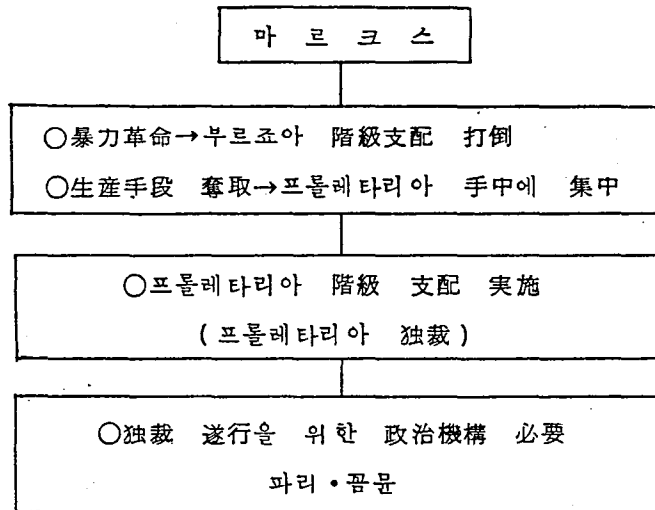 마 르 크 스
○暴力革命→부르죠아 階級支配 打倒
○生産手段 奪取→프롤레타리아 手中에 集中
○프롤레타리아 階級 支配 実施
(프롤레타리아 独裁)
○独裁 遂行을 위한 政治機構 必要
파리•꼼뮨